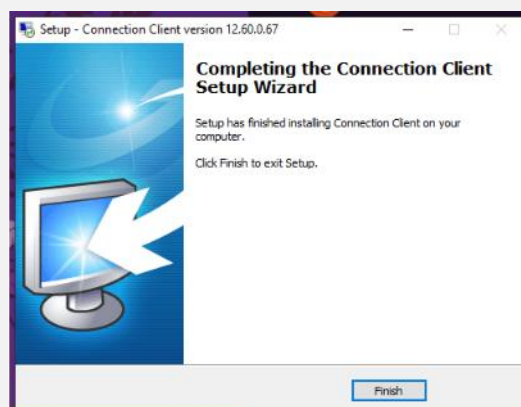 Setup - Connection Client version 12.60.0.67
Completing the Connection Client
Setup Wizard
Setup has finished installing Connection Client on your
computer.
Click Finish to exit Setup.
Finish